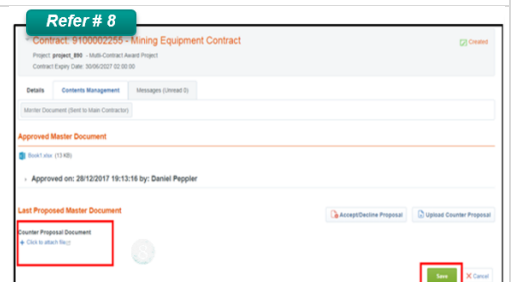 Refer # 8
Contract: 9100002255 - Mining Equipment Contract
Created
Project: project_890 - Multi-Contract Award Project
Contract Expiry Date: 30/06/2027 02:00:00
Details
Contents Management
Messages (Unread 0)
Master Document (Sent to Main Contractor)
Approved Master Document
Book1.xlsx (13 KB)
Approved on: 28/12/2017 19:13:16 by: Daniel Peppler
Last Proposed Master Document
Accept/Decline Proposal
Upload Counter Proposal
Counter Proposal Document
Click to attach file
Save
Cancel